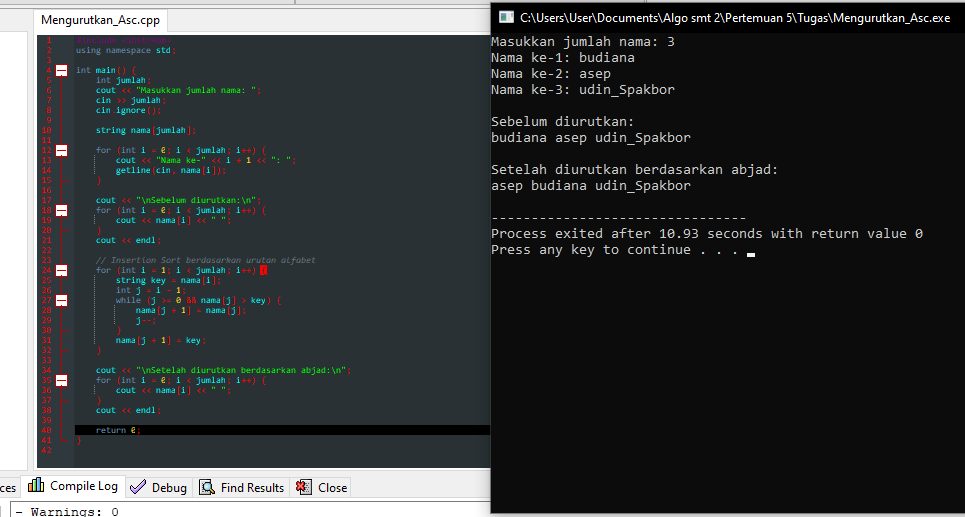 Mengurutkan_Asc.cpp
1
2 using namespace std;
3
4 int main() {
5 int jumlah;
6 cout << "Masukkan jumlah nama: ";
7 cin >> jumlah;
8 cin.ignore();
9
10 string nama[jumlah];
11
12 for (int i = 0; i < jumlah; i++) {
13 cout << "Nama ke-" << i + 1 << ": ";
14 getline(cin, nama[i]);
15 }
16
17 cout << "\nSebelum diurutkan:\n";
18 for (int i = 0; i < jumlah; i++) {
19 cout << nama[i] << " ";
20 }
21 cout << endl;
22
23 // Insertion Sort berdasarkan urutan alfabet
24 for (int i = 1; i < jumlah; i++) {
25 string key = nama[i];
26 int j = i - 1;
27 while (j >= 0 && nama[j] > key) {
28 nama[j + 1] = nama[j];
29 j--;
30 }
31 nama[j + 1] = key;
32 }
33
34 cout << "\nSetelah diurutkan berdasarkan abjad:\n";
35 for (int i = 0; i < jumlah; i++) {
36 cout << nama[i] << " ";
37 }
38 cout << endl;
39
40 return 0;
41 }
42
ces Compile Log Debug Find Results Close
- Warnings: 0
C:\Users\User\Documents\Algo smt 2\Pertemuan 5\Tugas\Mengurutkan_Asc.exe
Masukkan jumlah nama: 3
Nama ke-1: budiana
Nama ke-2: asep
Nama ke-3: udin_Spakbor
Sebelum diurutkan:
budiana asep udin_Spakbor
Setelah diurutkan berdasarkan abjad:
asep budiana udin_Spakbor
--------------------------------
Process exited after 10.93 seconds with return value 0
Press any key to continue . . .